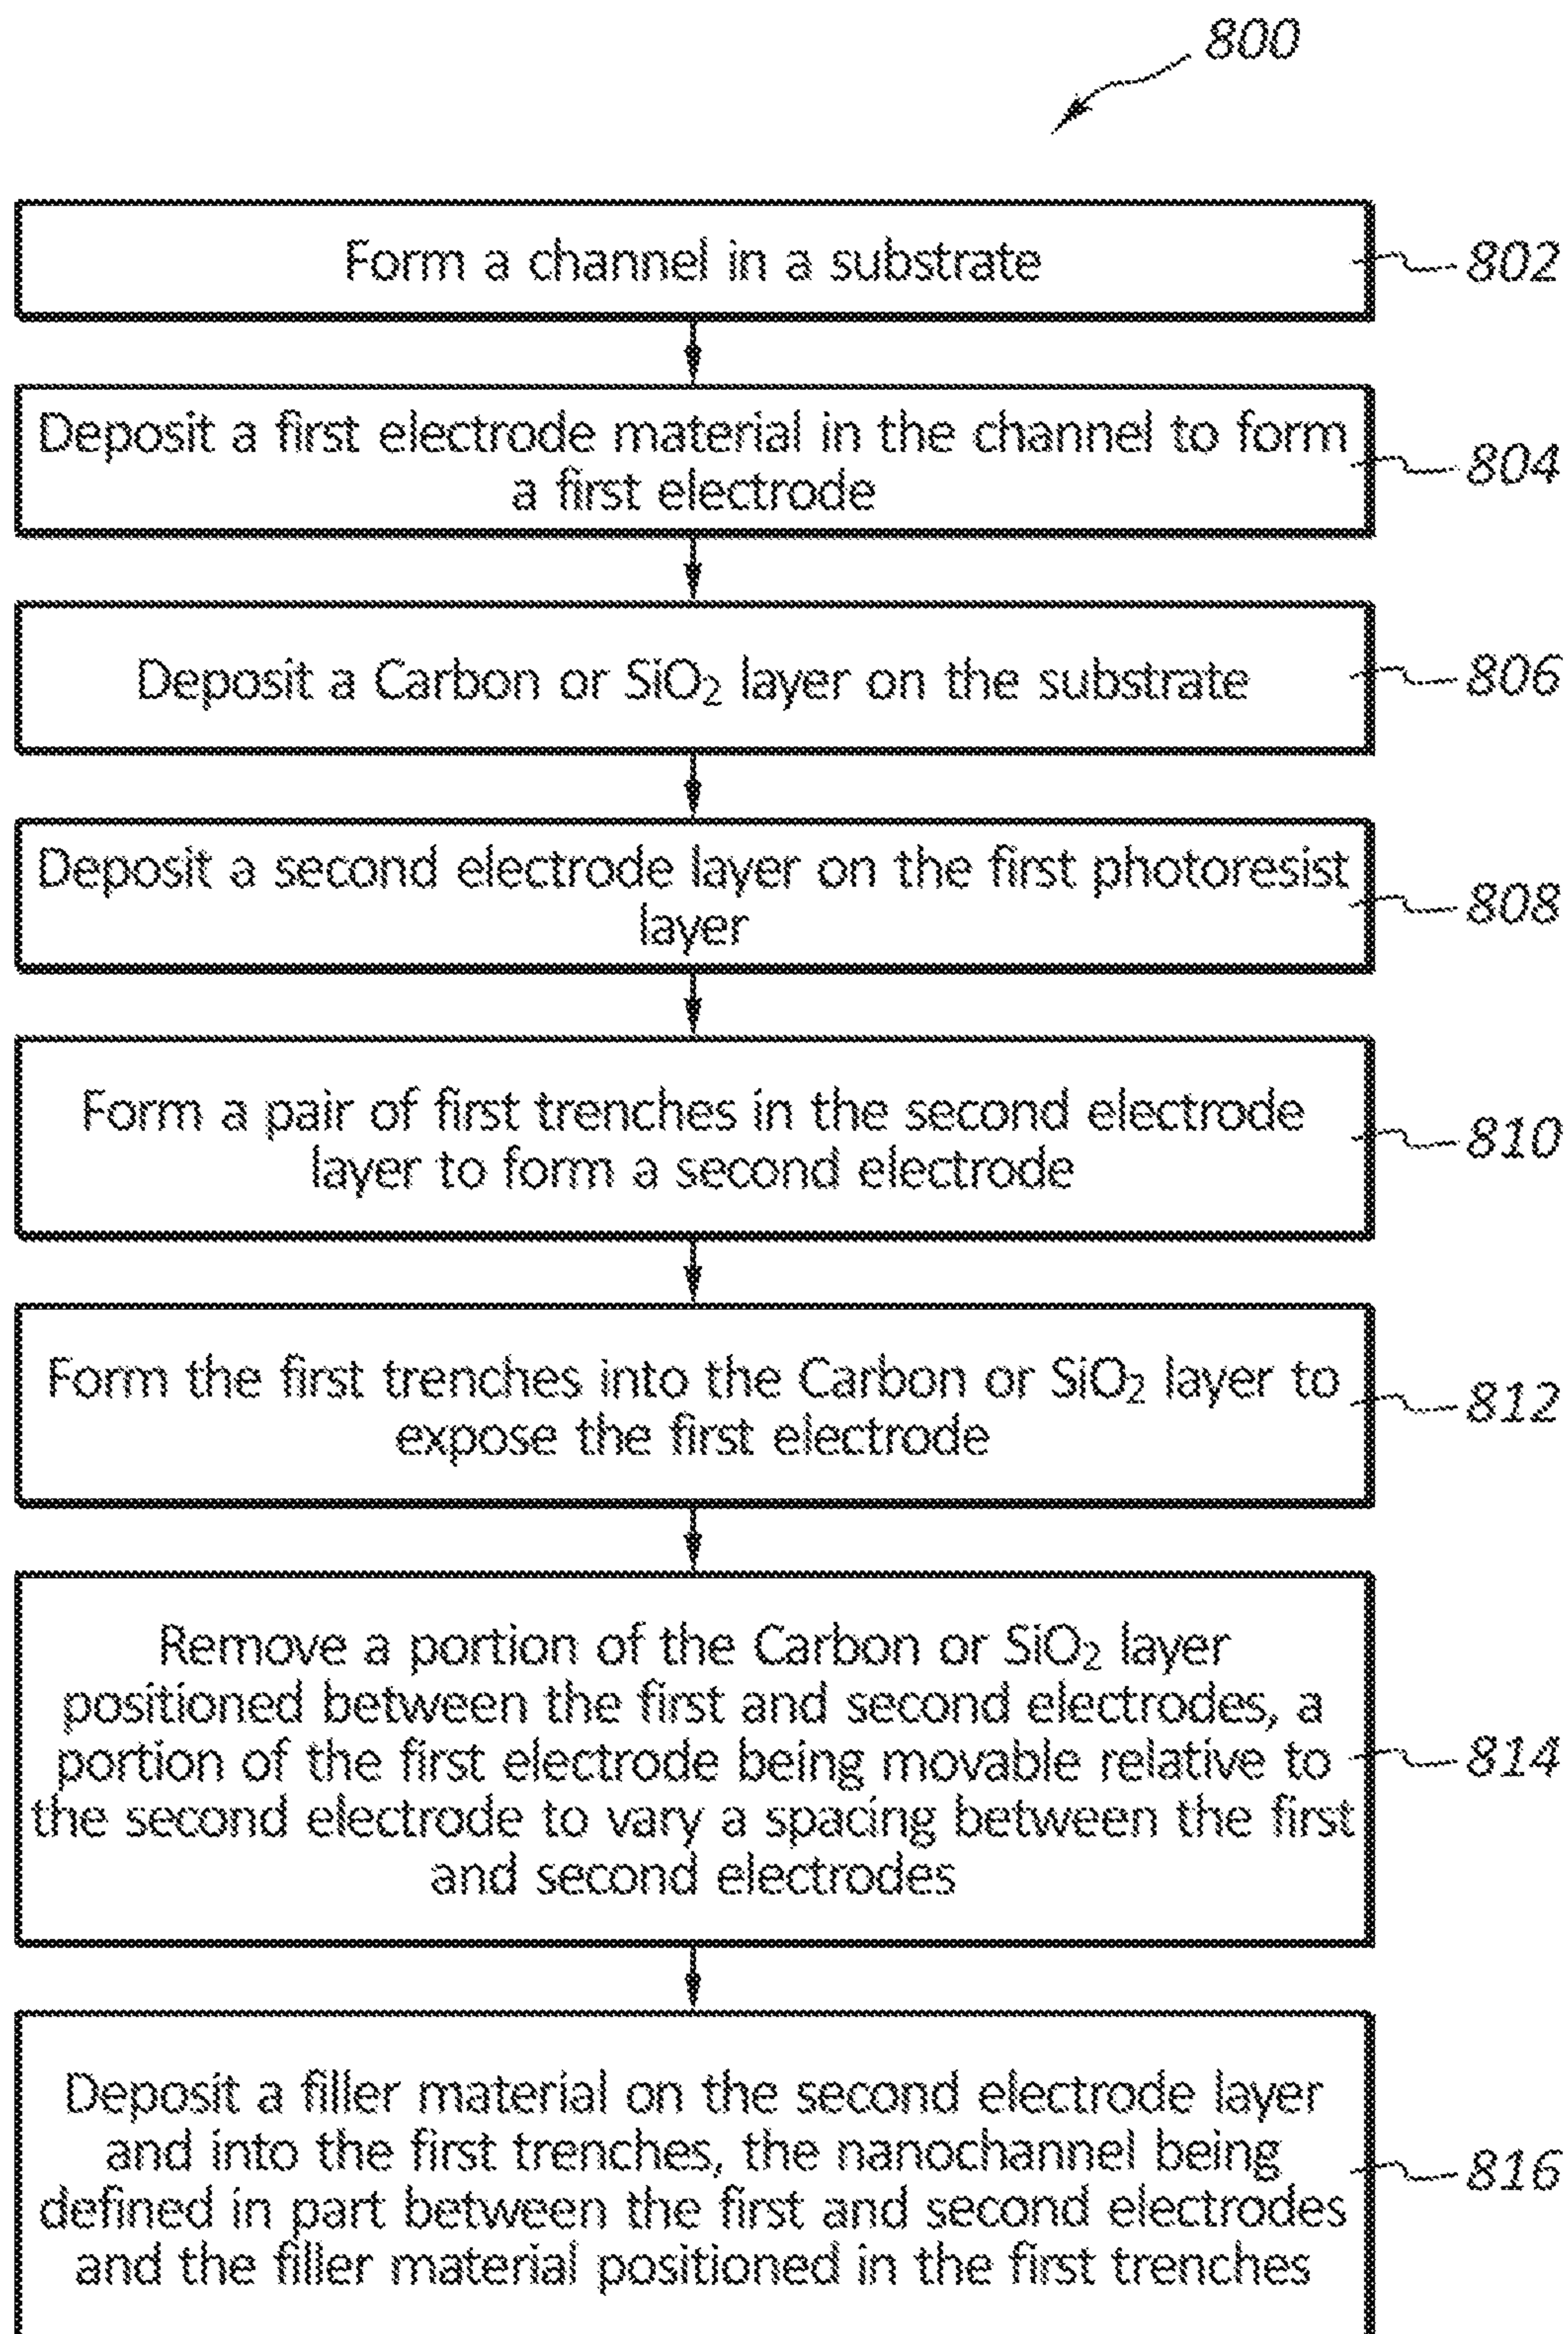 800
Form a channel in a substrate
802
Deposit a first electrode material in the channel to form
a first electrode
804
Deposit a Carbon or SiO₂ layer on the substrate
806
Deposit a second electrode layer on the first photoresist
layer
808
Form a pair of first trenches in the second electrode
layer to form a second electrode
810
Form the first trenches into the Carbon or SiO₂ layer to
expose the first electrode
812
Remove a portion of the Carbon or SiO₂ layer
positioned between the first and second electrodes, a
portion of the first electrode being movable relative to
the second electrode to vary a spacing between the first
and second electrodes
814
Deposit a filler material on the second electrode layer
and into the first trenches, the nanochannel being
defined in part between the first and second electrodes
and the filler material positioned in the first trenches
816